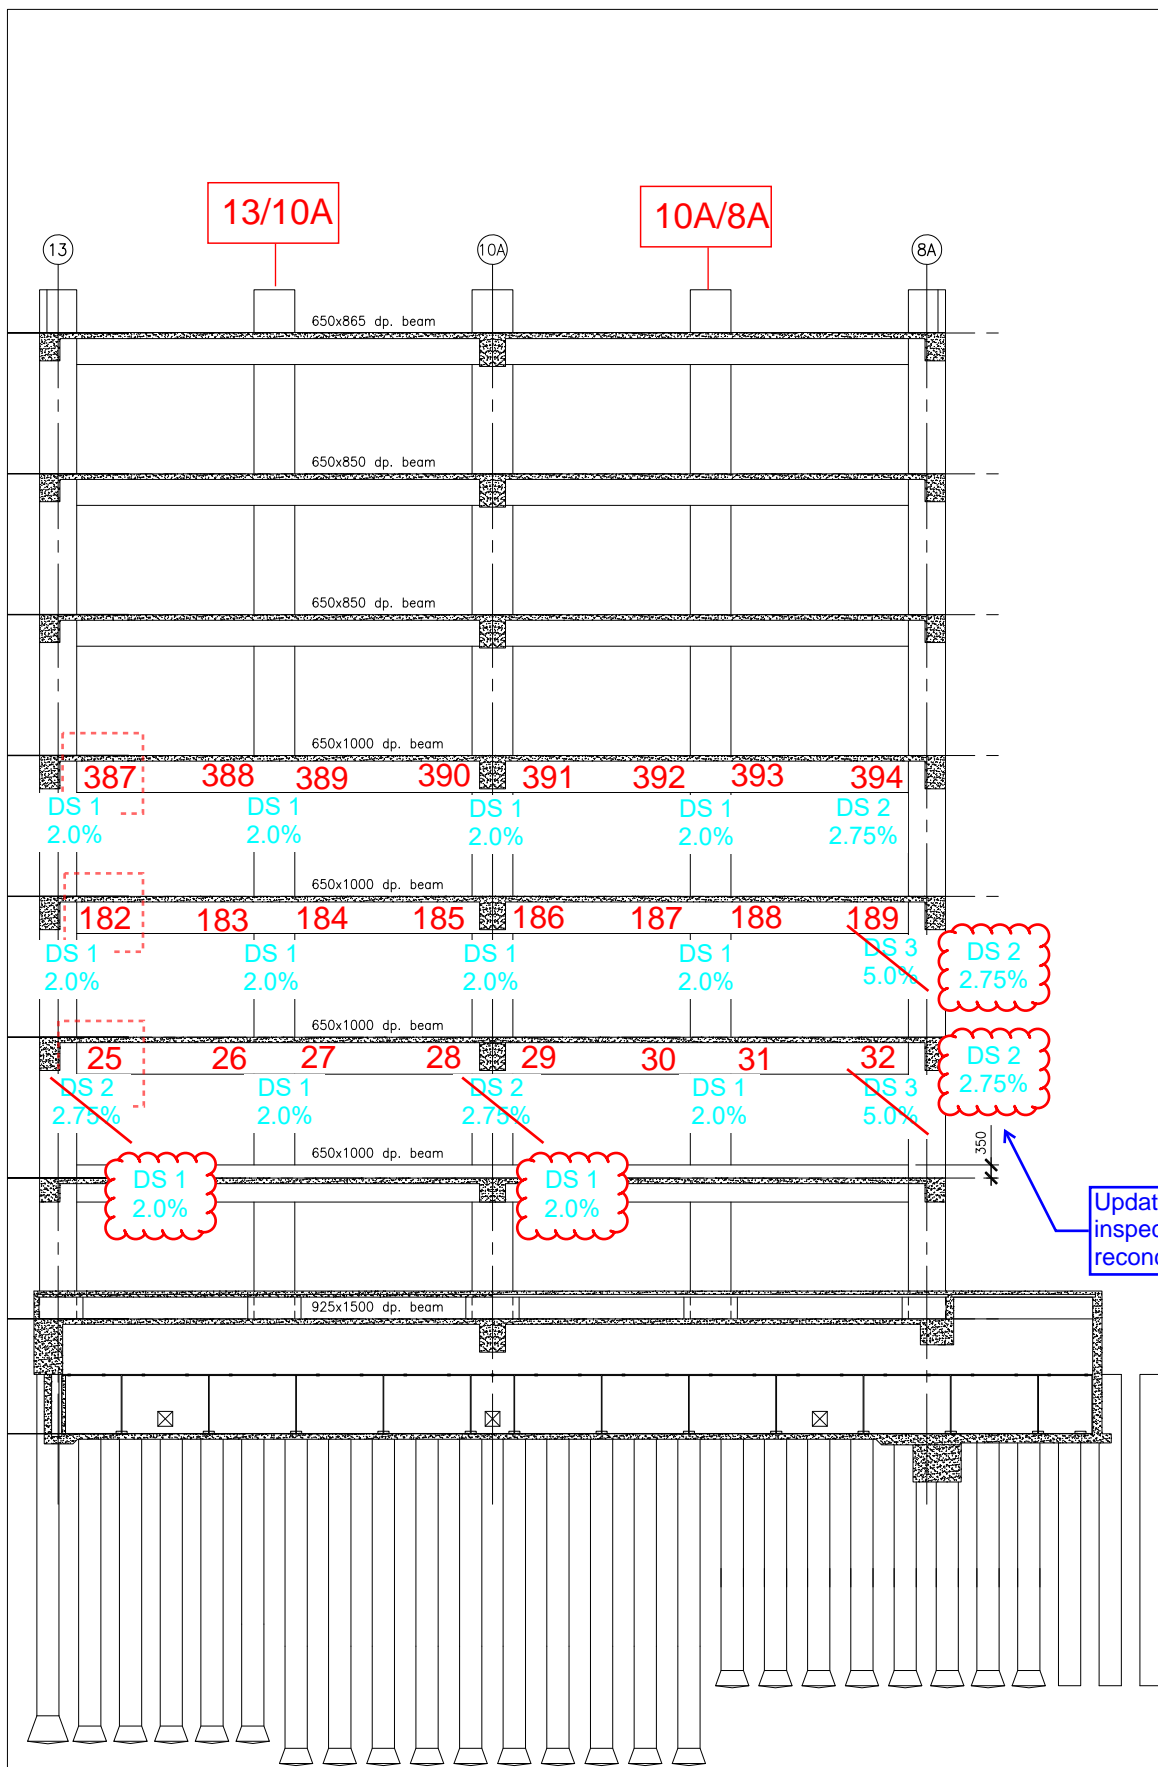 13/10A
10A/8A
13
10A
8A
650x865 dp. beam
650x850 dp. beam
650x850 dp. beam
650x1000 dp. beam
387
388
389
390
391
392
393
394
DS 1
2.0%
DS 1
2.0%
DS 1
2.0%
DS 1
2.0%
DS 2
2.75%
650x1000 dp. beam
182
183
184
185
186
187
188
189
DS 1
2.0%
DS 1
2.0%
DS 1
2.0%
DS 1
2.0%
DS 3
5.0%
DS 2
2.75%
650x1000 dp. beam
25
26
27
28
29
30
31
32
DS 2
2.75%
DS 2
2.75%
DS 1
2.0%
DS 2
2.75%
DS 1
2.0%
DS 3
5.0%
650x1000 dp. beam
350
DS 1
2.0%
DS 1
2.0%
Updat
inspec
recond
925x1500 dp. beam